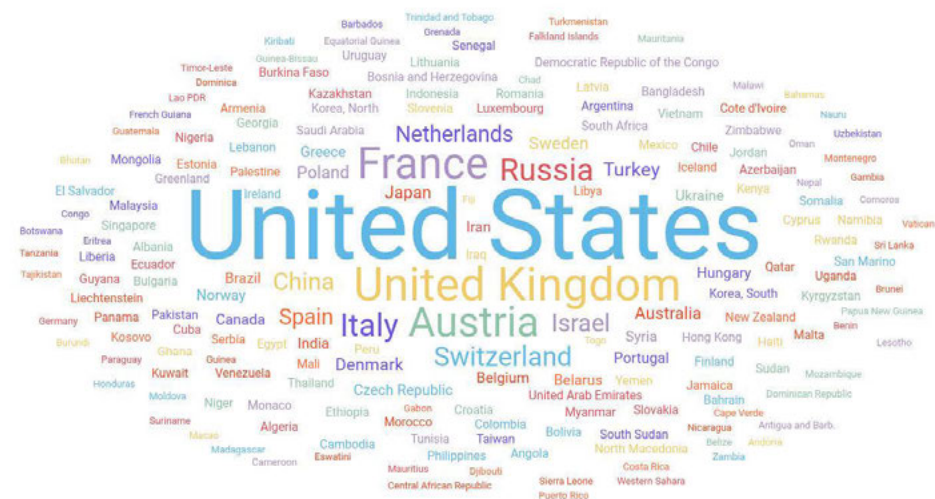 Trinidad and Tobago
Turkmenistan
Barbados
Grenada
Falkland Islands
Kiribati
Equatorial Guinea
Senegal
Mauritania
Uruguay
Guinea-Bissau
Lithuania
Democratic Republic of the Congo
Timor-Leste
Burkina Faso
Bosnia and Herzegovina
Chad
Dominica
Latvia
Malawi
Kazakhstan
Indonesia
Romania
Bangladesh
Bahamas
Lao PDR
Armenia
Korea, North
Slovenia
Luxembourg
Argentina
Cote d'Ivoire
French Guiana
Georgia
Vietnam
Nauru
Guatemala
Nigeria
Saudi Arabia
Netherlands
South Africa
Zimbabwe
Uzbekistan
Lebanon
Greece
Sweden
Mexico
Chile
Oman
Bhutan
Mongolia
Estonia
Palestine
Poland
France
Russia
Turkey
Iceland
Jordan
Azerbaijan
Montenegro
Greenland
Gambia
El Salvador
Ireland
Japan
Fiji
Libya
Ukraine
Kenya
Nepal
Comoros
Malaysia
Somalia
Congo
Singapore
United States
Iran
Cyprus
Namibia
Vatican
Botswana
Eritrea
Albania
Rwanda
Sri Lanka
Tanzania
Liberia
Ecuador
Iraq
San Marino
Tajikistan
Guyana
Bulgaria
Brazil
China
United Kingdom
Hungary
Qatar
Uganda
Brunei
Liechtenstein
Norway
Korea, South
Kyrgyzstan
Panama
Pakistan
Canada
Spain
Italy
Austria
Israel
Australia
New Zealand
Papua New Guinea
Germany
Cuba
Benin
Burundi
Kosovo
Serbia
Egypt
India
Togo
Syria
Hong Kong
Haiti
Malta
Lesotho
Paraguay
Ghana
Guinea
Peru
Switzerland
Portugal
Finland
Kuwait
Venezuela
Mali
Denmark
Sudan
Mozambique
Honduras
Moldova
Thailand
Belgium
Belarus
Yemen
Jamaica
Dominican Republic
Czech Republic
United Arab Emirates
Bahrain
Niger
Monaco
Ethiopia
Gabon
Croatia
Myanmar
Slovakia
Cape Verde
Suriname
Algeria
Morocco
Colombia
Nicaragua
Antigua and Barb.
Macao
Cambodia
Tunisia
Taiwan
Bolivia
South Sudan
Belize
Andorra
Madagascar
Eswatini
Philippines
Angola
North Macedonia
Zambia
Cameroon
Mauritius
Djibouti
Costa Rica
Central African Republic
Sierra Leone
Western Sahara
Puerto Rico